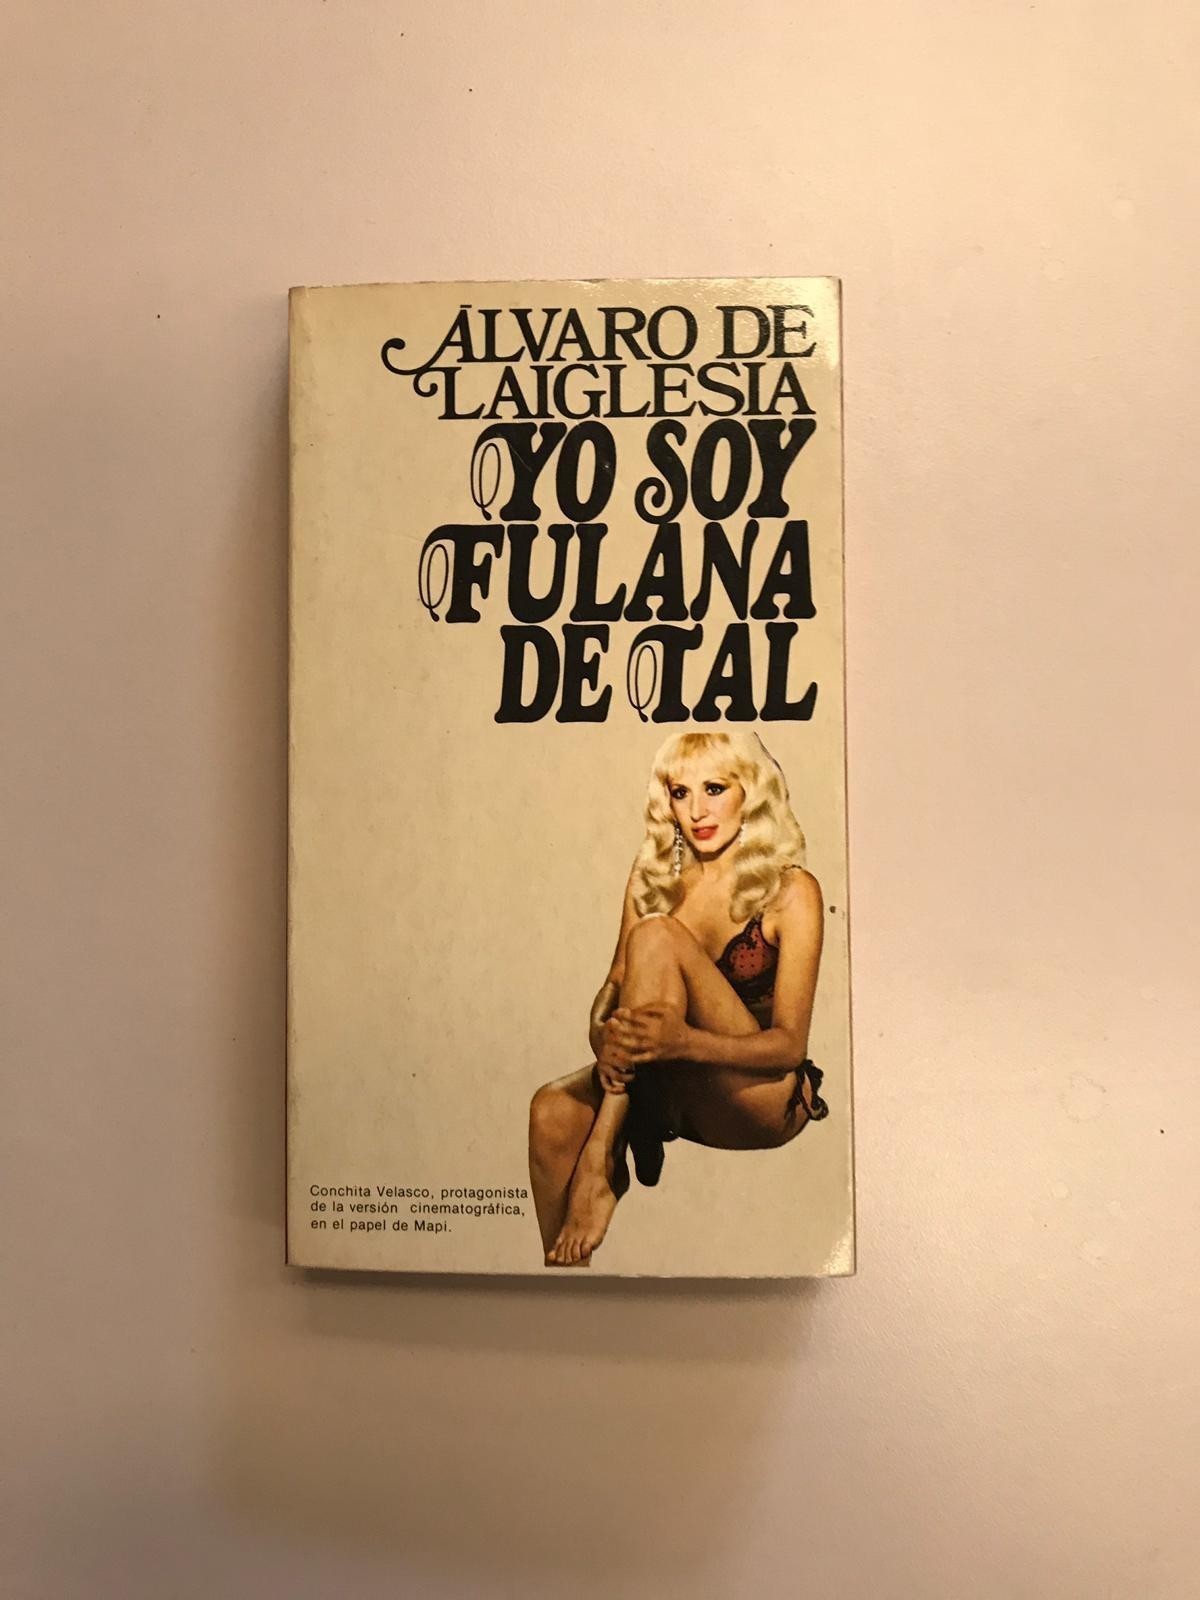 ÁLVARO DE
LAIGLESIA
YO SOY
FULANA
DE TAL
Conchita Velasco, protagonista
de la versión cinematográfica,
en el papel de Mapi.